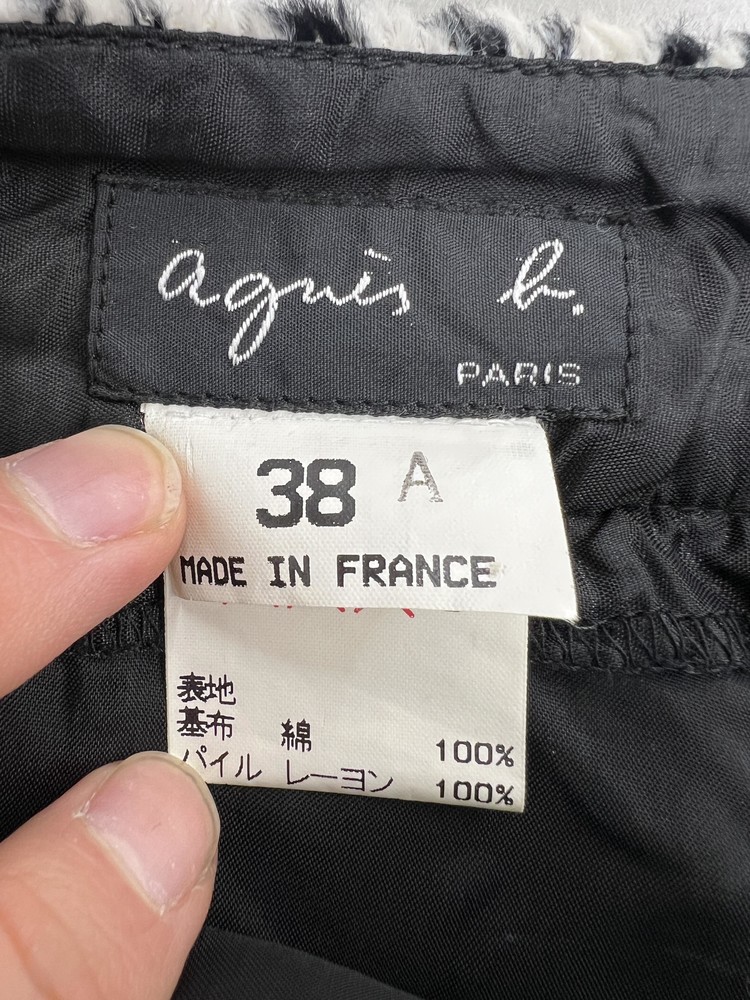 agnès b.
PARIS
38 A
MADE IN FRANCE
表地
基布 綿 100%
パイル レーヨン 100%